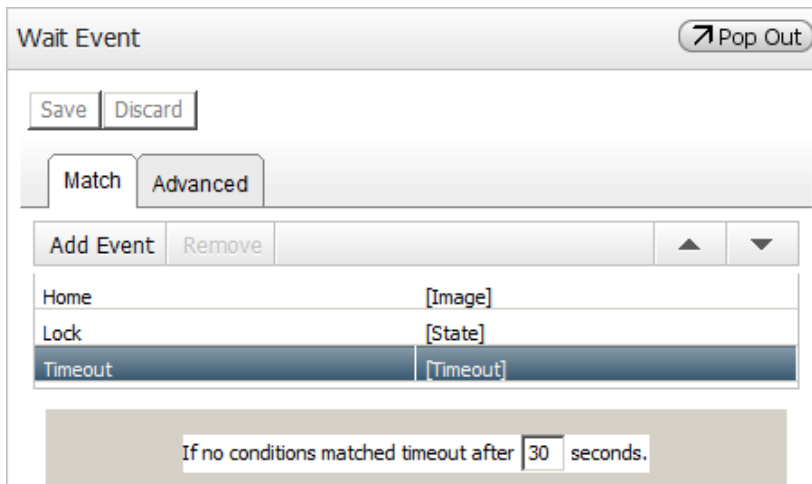 Wait Event Pop Out
Save Discard
Match Advanced
Add Event Remove
Home [Image]
Lock [State]
Timeout [Timeout]
If no conditions matched timeout after 30 seconds.